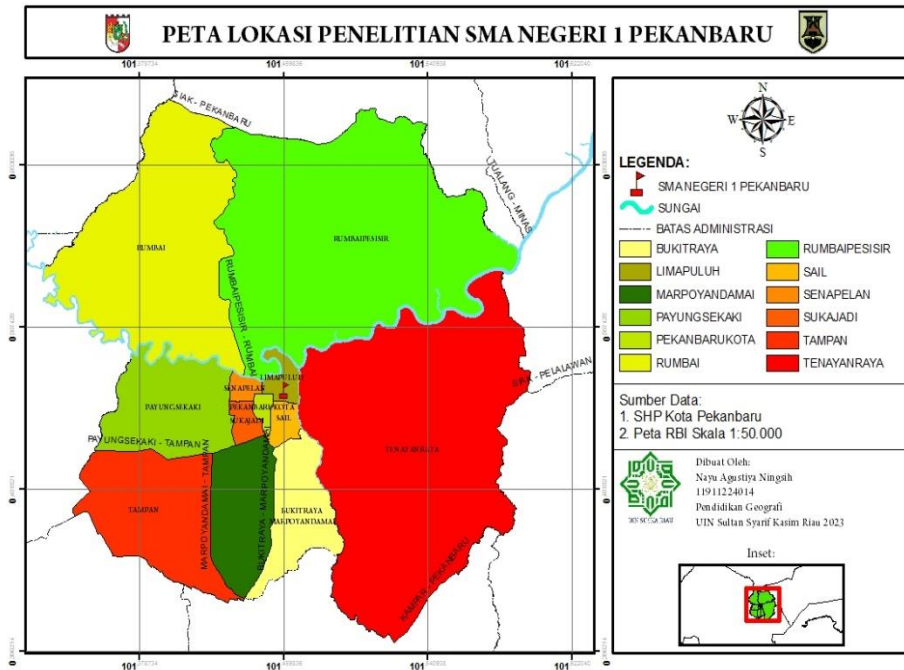 PETA LOKASI PENELITIAN SMA NEGERI 1 PEKANBARU
SIAK - PEKANBARU
TUALANG - MINAS
RUMBAI
RUMBAIPESISIR
RUMBAIPESISIR - RUMBAI
LIMAPULUH
SENAPELAN
PEKANBARUKOTA
SUKAJADI
SAIL
PAYUNGSEKAKI
PAYUNGSEKAKI - TAMPAN
TAMPAN
MARPOYANDAMAI - TAMPAN
BUKITRAYA - MARPOYANDAMAI
BUKITRAYA
MARPOYANDAMAI
TENAYANRAYA
PELALAWAN
KAMPAR - PEKANBARU
N
W
E
S
LEGENDA:
SMA NEGERI 1 PEKANBARU
SUNGAI
BATAS ADMINISTRASI
BUKITRAYA
LIMAPULUH
MARPOYANDAMAI
PAYUNGSEKAKI
PEKANBARUKOTA
RUMBAI
RUMBAIPESISIR
SAIL
SENAPELAN
SUKAJADI
TAMPAN
TENAYANRAYA
Sumber Data:
1. SHP Kota Pekanbaru
2. Peta RBI Skala 1:50.000
UIN SUSKA RIAU
Dibuat Oleh:
Nayu Agustiya Ningsih
11911224014
Pendidikan Geografi
UIN Sultan Syarif Kasim Riau 2023
Inset: